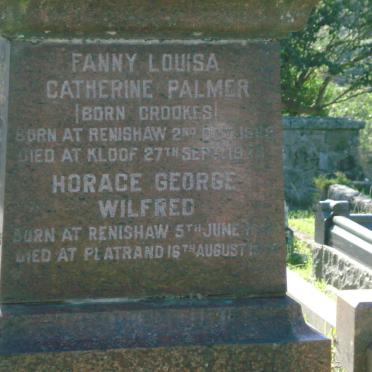 FANNY LOUISA
CATHERINE PALMER
(BORN CROOKES)
BORN AT RENISHAW 2ND
DIED AT KLOOF 27TH SEPT
HORACE GEORGE
WILFRED
BORN AT RENISHAW 5TH JUNE
DIED AT PLATRAND 16TH AUGUST